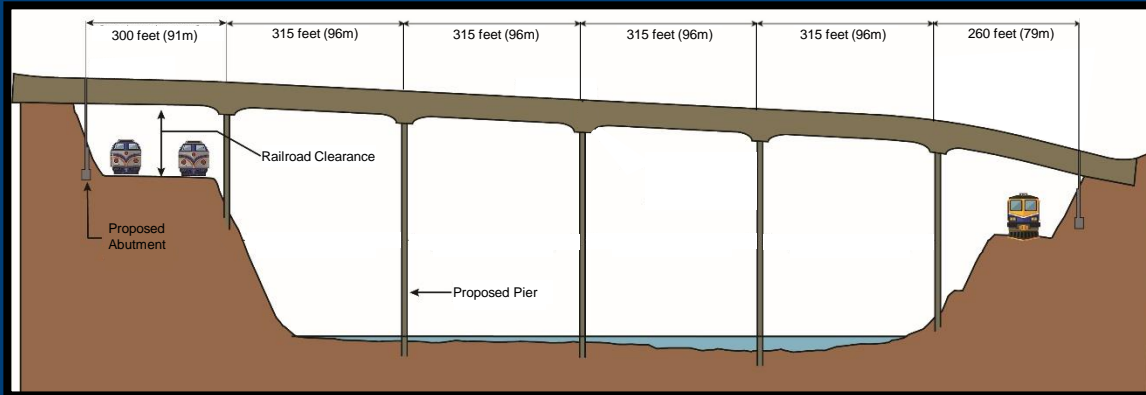 300 feet (91m)
315 feet (96m)
315 feet (96m)
315 feet (96m)
315 feet (96m)
260 feet (79m)
Railroad Clearance
Proposed
Abutment
Proposed Pier